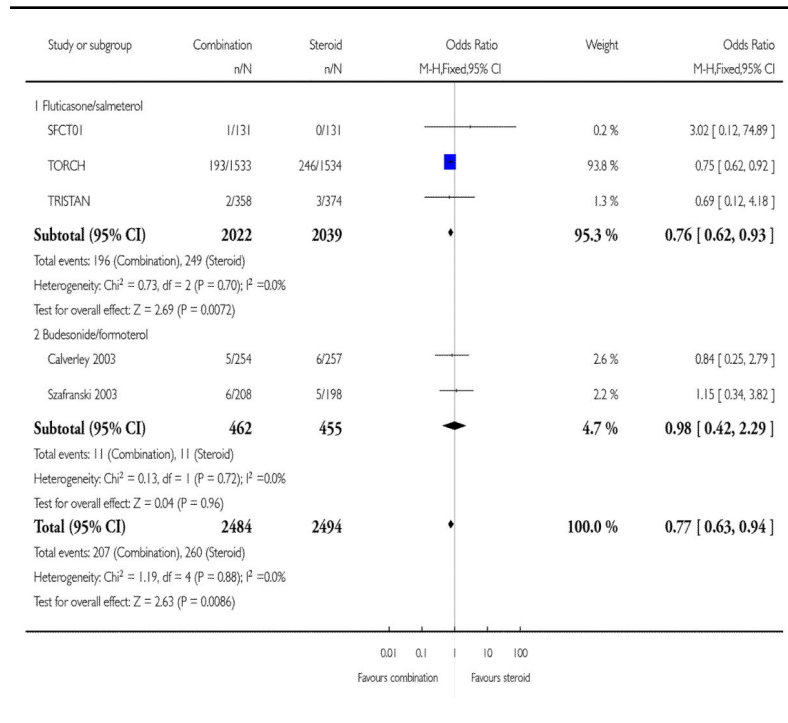 Study or subgroup Combination Steroid Odds Ratio Weight Odds Ratio
n/N n/N M-H,Fixed,95% CI M-H,Fixed,95% CI
1 Fluticasone/salmeterol
SFCT01 1/131 0/131 0.2 % 3.02 [ 0.12, 74.89 ]
TORCH 193/1533 246/1534 93.8 % 0.75 [ 0.62, 0.92 ]
TRISTAN 2/358 3/374 1.3 % 0.69 [ 0.12, 4.18 ]
Subtotal (95% CI) 2022 2039 95.3 % 0.76 [ 0.62, 0.93 ]
Total events: 196 (Combination), 249 (Steroid)
Heterogeneity: Chi² = 0.73, df = 2 (P = 0.70); I² =0.0%
Test for overall effect: Z = 2.69 (P = 0.0072)
2 Budesonide/formoterol
Calverley 2003 5/254 6/257 2.6 % 0.84 [ 0.25, 2.79 ]
Szafranski 2003 6/208 5/198 2.2 % 1.15 [ 0.34, 3.82 ]
Subtotal (95% CI) 462 455 4.7 % 0.98 [ 0.42, 2.29 ]
Total events: 11 (Combination), 11 (Steroid)
Heterogeneity: Chi² = 0.13, df = 1 (P = 0.72); I² =0.0%
Test for overall effect: Z = 0.04 (P = 0.96)
Total (95% CI) 2484 2494 100.0 % 0.77 [ 0.63, 0.94 ]
Total events: 207 (Combination), 260 (Steroid)
Heterogeneity: Chi² = 1.19, df = 4 (P = 0.88); I² =0.0%
Test for overall effect: Z = 2.63 (P = 0.0086)
0.01 0.1 1 10 100
Favours combination Favours steroid